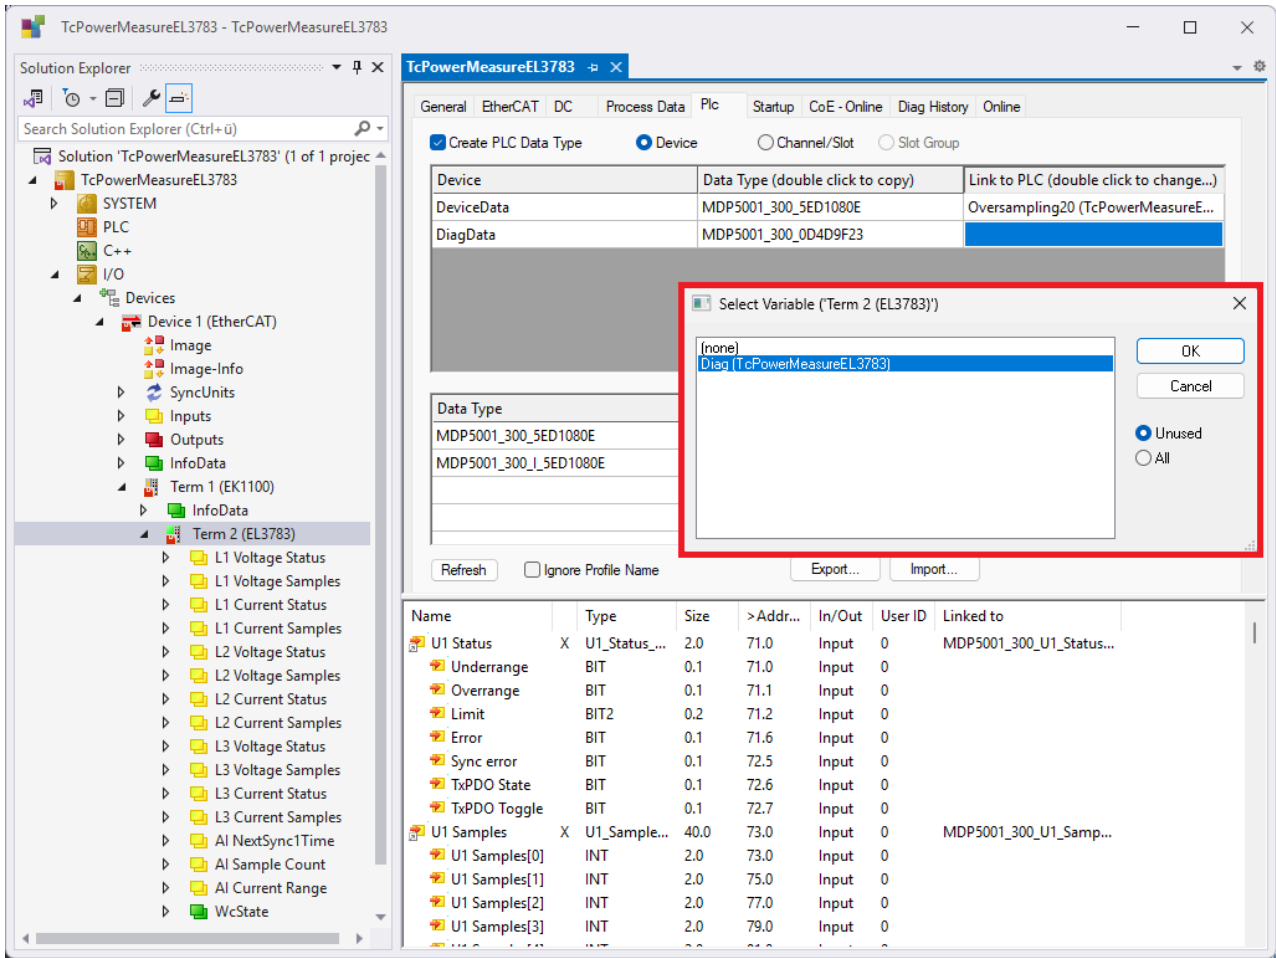 TcPowerMeasureEL3783 - TcPowerMeasureEL3783
Solution Explorer
Search Solution Explorer (Ctrl+ü)
Solution 'TcPowerMeasureEL3783' (1 of 1 projec
TcPowerMeasureEL3783
SYSTEM
PLC
C++
I/O
Devices
Device 1 (EtherCAT)
Image
Image-Info
SyncUnits
Inputs
Outputs
InfoData
Term 1 (EK1100)
InfoData
Term 2 (EL3783)
L1 Voltage Status
L1 Voltage Samples
L1 Current Status
L1 Current Samples
L2 Voltage Status
L2 Voltage Samples
L2 Current Status
L2 Current Samples
L3 Voltage Status
L3 Voltage Samples
L3 Current Status
L3 Current Samples
AI NextSync1Time
AI Sample Count
AI Current Range
WcState
TcPowerMeasureEL3783
General EtherCAT DC Process Data Plc Startup CoE - Online Diag History Online
Create PLC Data Type Device Channel/Slot Slot Group
Device Data Type (double click to copy) Link to PLC (double click to change...)
DeviceData MDP5001_300_5ED1080E Oversampling20 (TcPowerMeasureE...
DiagData MDP5001_300_0D4D9F23
Select Variable ('Term 2 (EL3783)')
(none)
Diag (TcPowerMeasureEL3783)
OK
Cancel
Unused
All
Data Type
MDP5001_300_5ED1080E
MDP5001_300_I_5ED1080E
Refresh Ignore Profile Name Export... Import...
Name Type Size >Addr... In/Out User ID Linked to
U1 Status X U1_Status_... 2.0 71.0 Input 0 MDP5001_300_U1_Status...
Underrange BIT 0.1 71.0 Input 0
Overrange BIT 0.1 71.1 Input 0
Limit BIT2 0.2 71.2 Input 0
Error BIT 0.1 71.6 Input 0
Sync error BIT 0.1 72.5 Input 0
TxPDO State BIT 0.1 72.6 Input 0
TxPDO Toggle BIT 0.1 72.7 Input 0
U1 Samples X U1_Sample... 40.0 73.0 Input 0 MDP5001_300_U1_Samp...
U1 Samples[0] INT 2.0 73.0 Input 0
U1 Samples[1] INT 2.0 75.0 Input 0
U1 Samples[2] INT 2.0 77.0 Input 0
U1 Samples[3] INT 2.0 79.0 Input 0